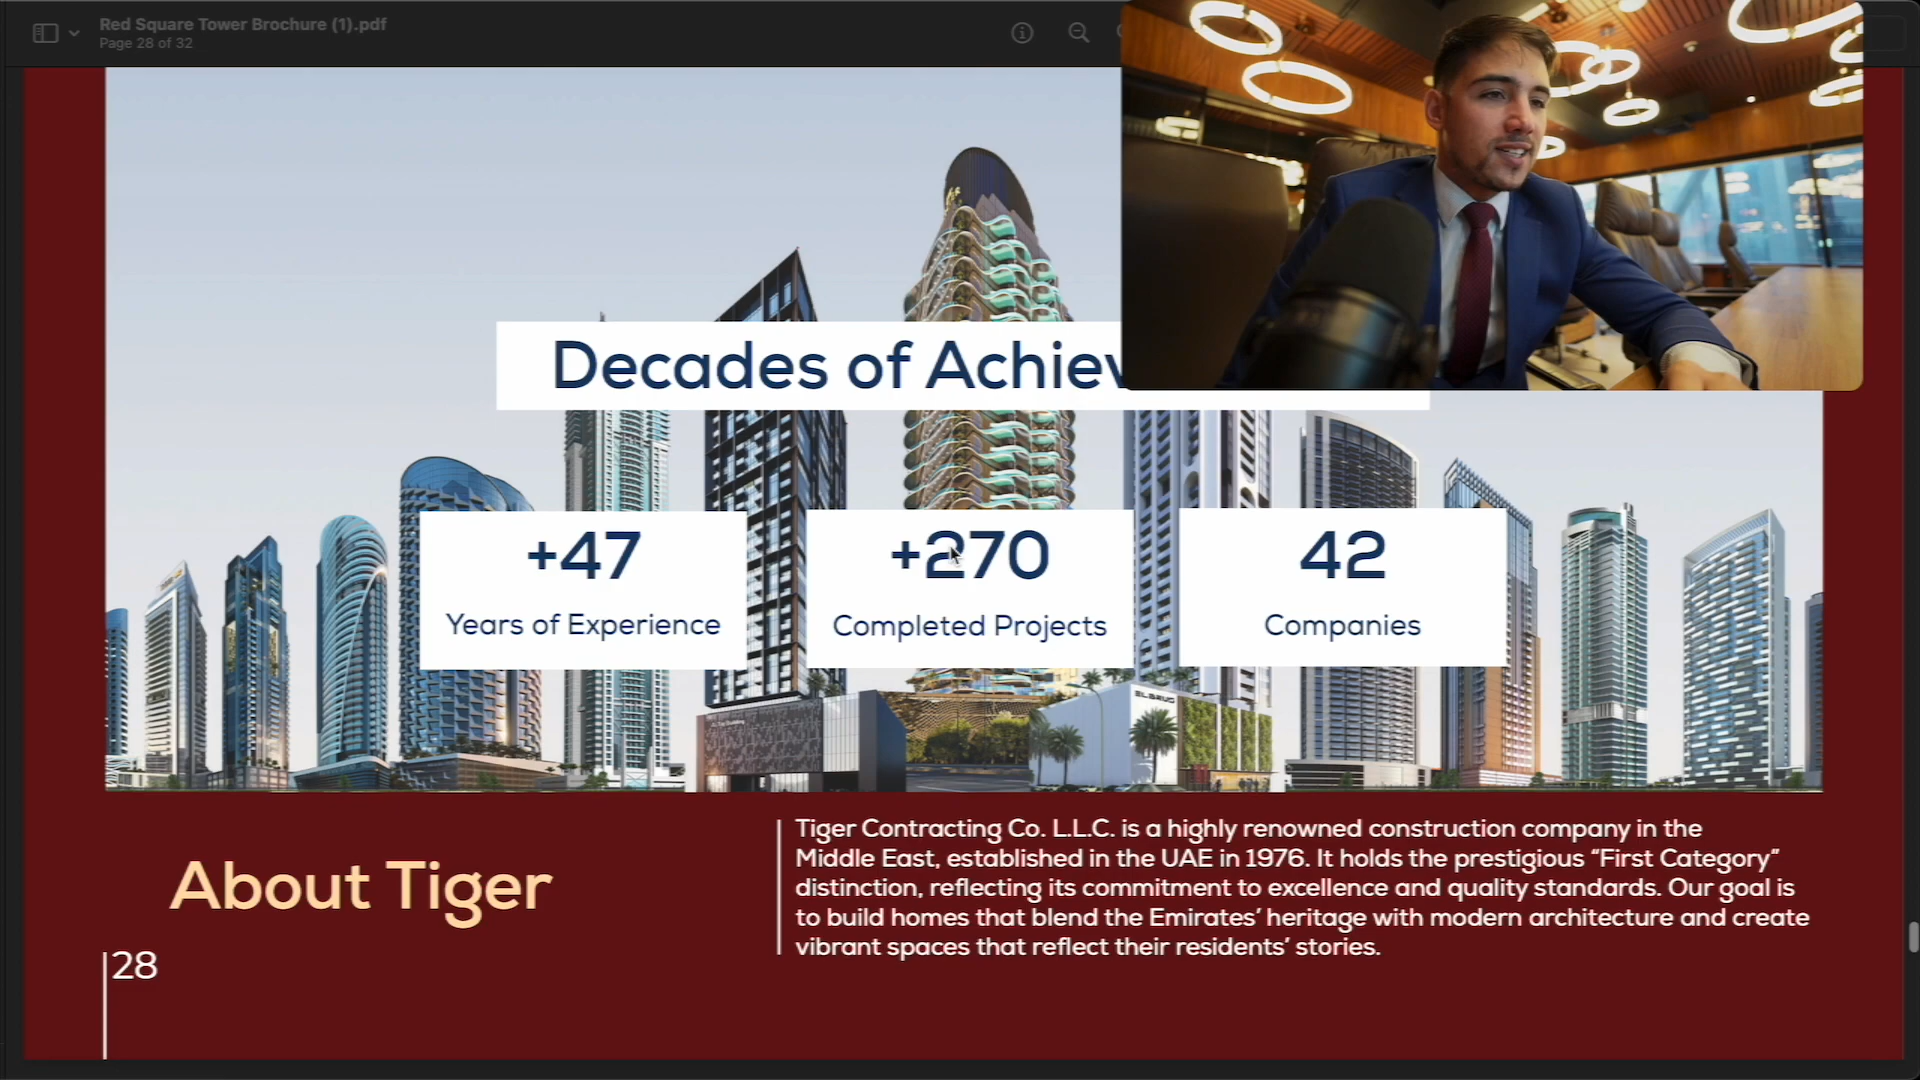 Red Square Tower Brochure (1).pdf
Page 28 of 32
Decades of
+47
Years of Experience
+270
Completed Projects
42
Companies
About Tiger
Tiger Contracting Co. L.L.C. is a highly renowned construction company in the
Middle East, established in the UAE in 1976. It holds the prestigious “First Category”
distinction, reflecting its commitment to excellence and quality standards. Our goal is
to build homes that blend the Emirates’ heritage with modern architecture and create
vibrant spaces that reflect their residents’ stories.
28